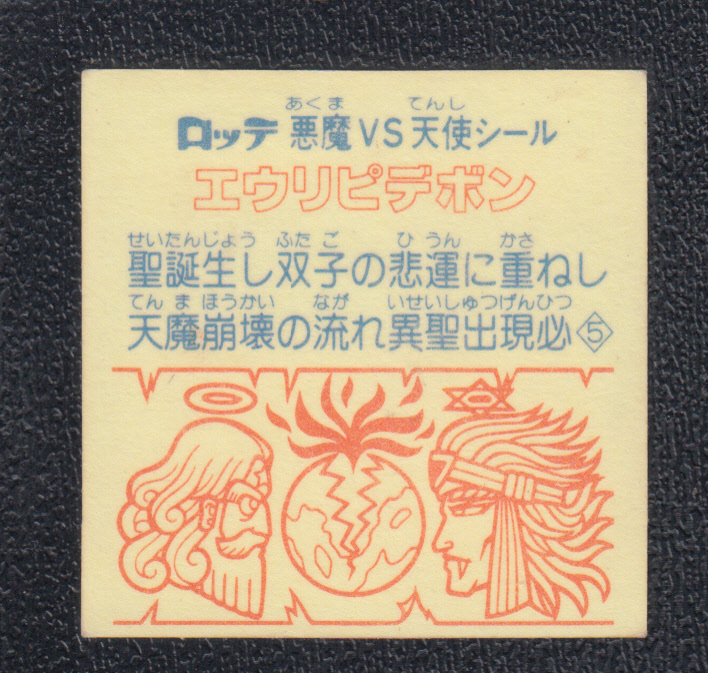 あくま てんし
ロッテ 悪魔VS天使シール
エウリピデボン
せいたんじょう ふたご ひうん かさ
聖誕生し双子の悲運に重ねし
てんま ほうかい なが いせいしゅつげんひつ
天魔崩壊の流れ異聖出現必 5